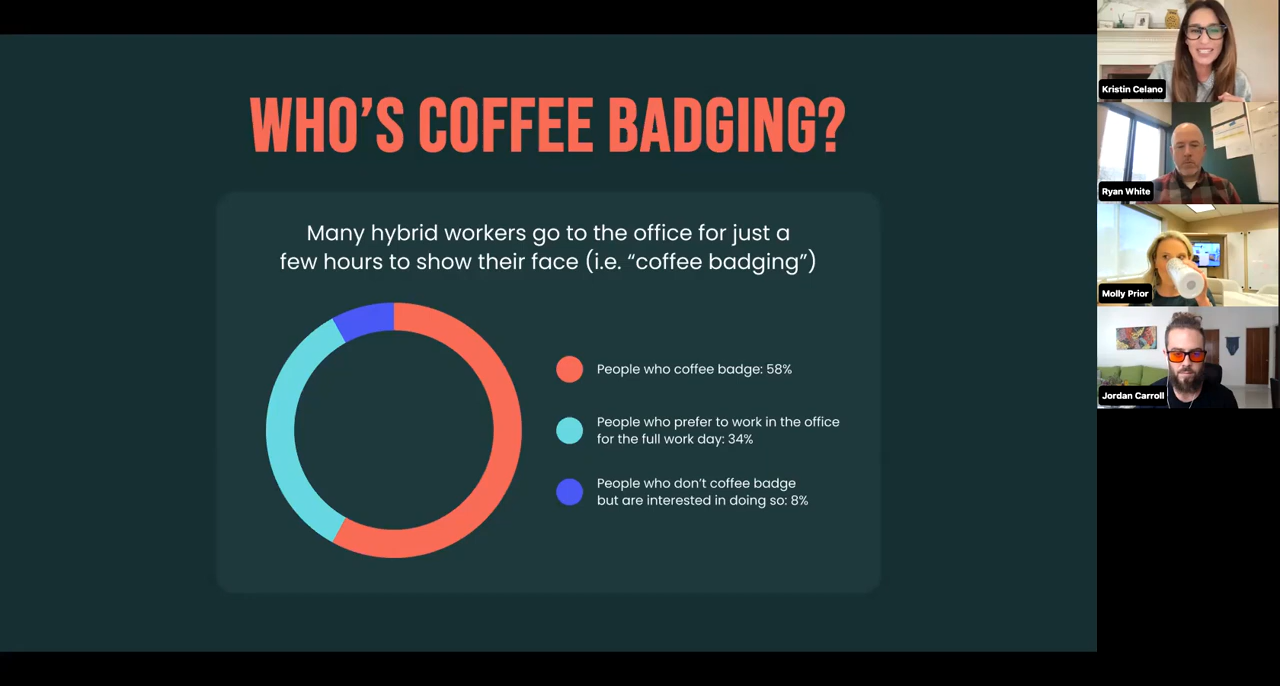 WHO’S COFFEE BADGING?
Many hybrid workers go to the office for just a
few hours to show their face (i.e. “coffee badging”)
People who coffee badge: 58%
People who prefer to work in the office
for the full work day: 34%
People who don’t coffee badge
but are interested in doing so: 8%
Kristin Celano
Ryan White
Molly Prior
Jordan Carroll